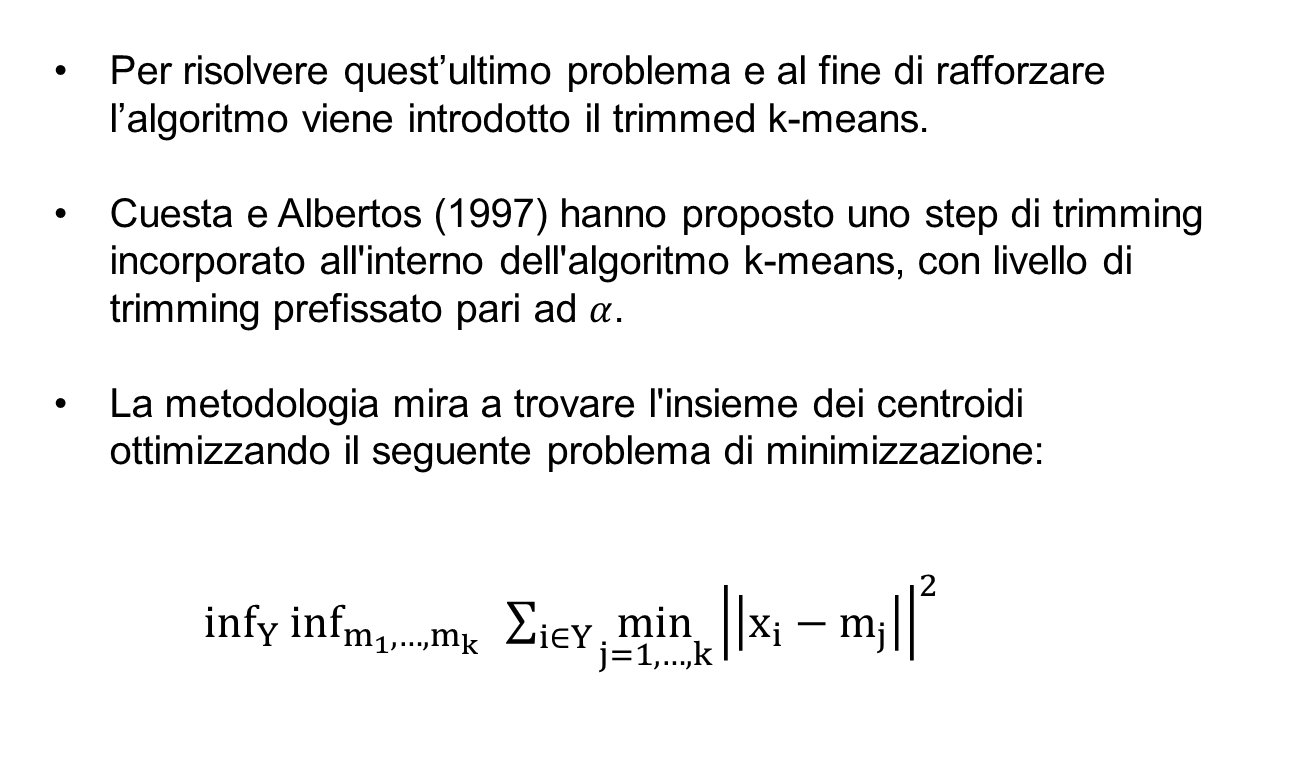 • Per risolvere quest’ultimo problema e al fine di rafforzare
l’algoritmo viene introdotto il trimmed k-means.
• Cuesta e Albertos (1997) hanno proposto uno step di trimming
incorporato all'interno dell'algoritmo k-means, con livello di
trimming prefissato pari ad 𝛼.
• La metodologia mira a trovare l'insieme dei centroidi
ottimizzando il seguente problema di minimizzazione:
inf_Y inf_{m_1,…,m_k} ∑_{i∈Y} min_{j=1,…,k} ||x_i − m_j||^2